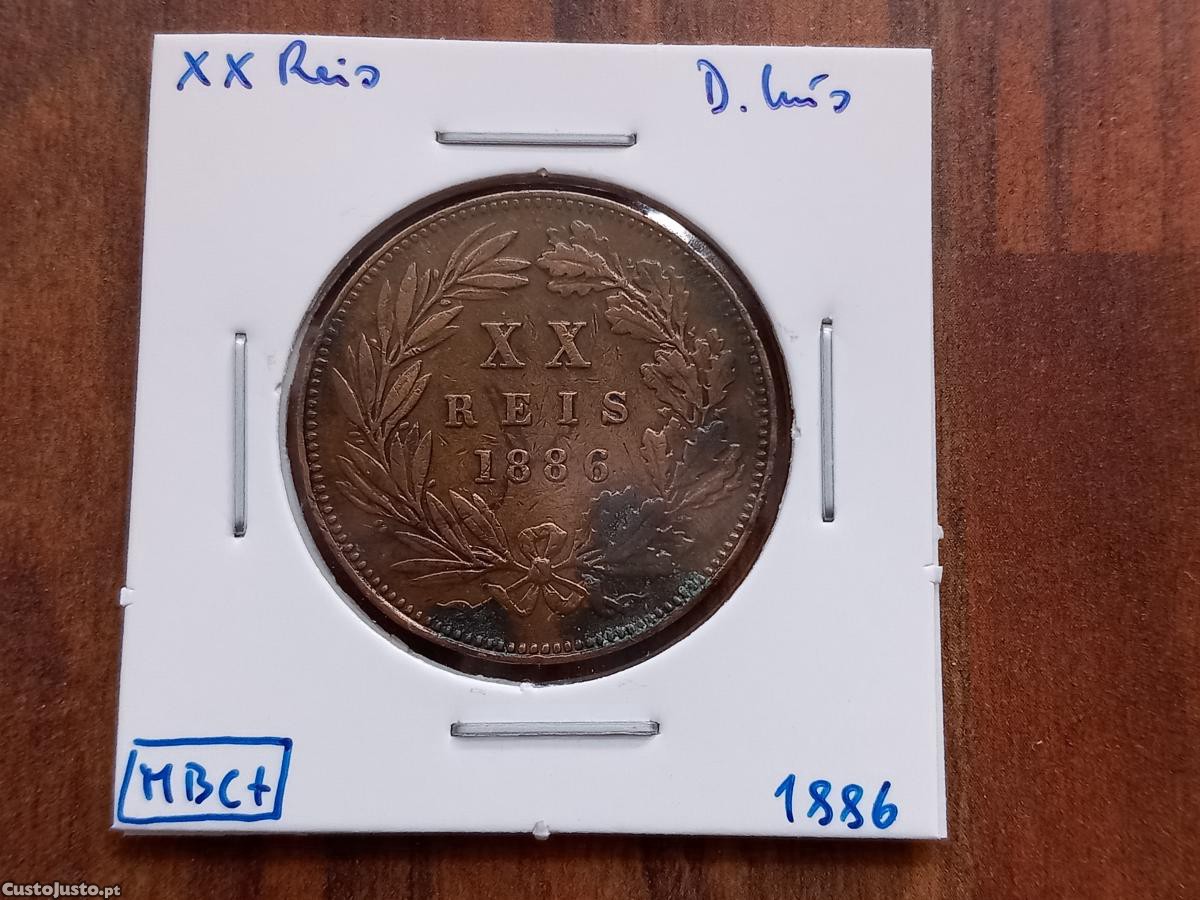 XX Reis
D. Luís
XX
REIS
1886
MBC+
1886
CustoJusto.pt